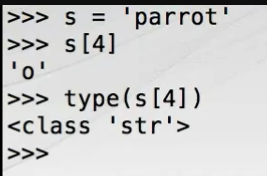 >>> s = 'parrot'
>>> s[4]
'o'
>>> type(s[4])
<class 'str'>
>>>